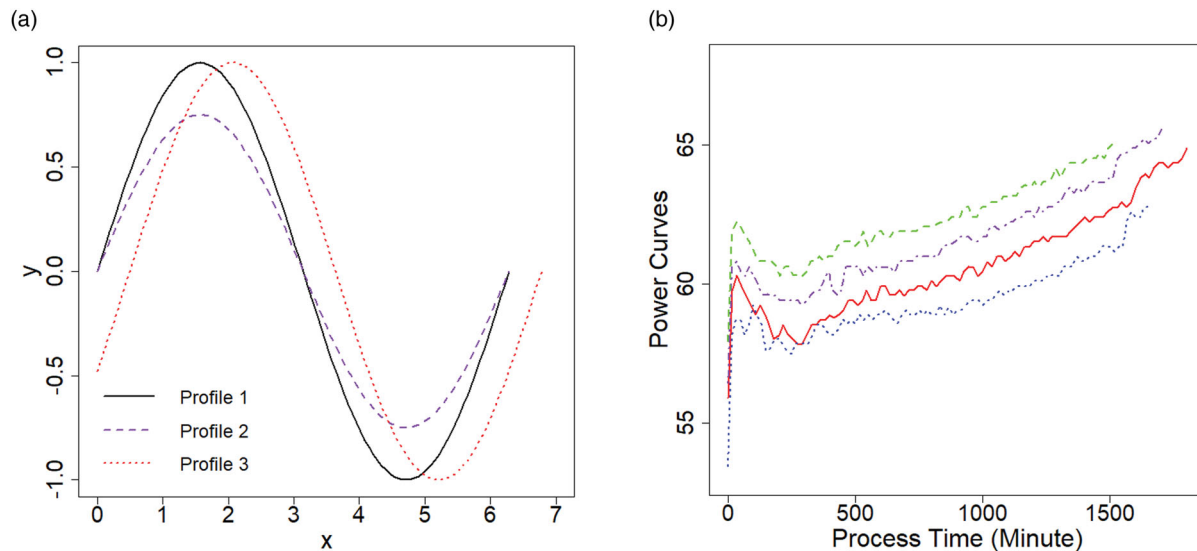 (a)
1.0
0.5
0.0
-0.5
-1.0
y
Profile 1
Profile 2
Profile 3
0 1 2 3 4 5 6 7
x
(b)
65
60
55
Power Curves
0 500 1000 1500
Process Time (Minute)